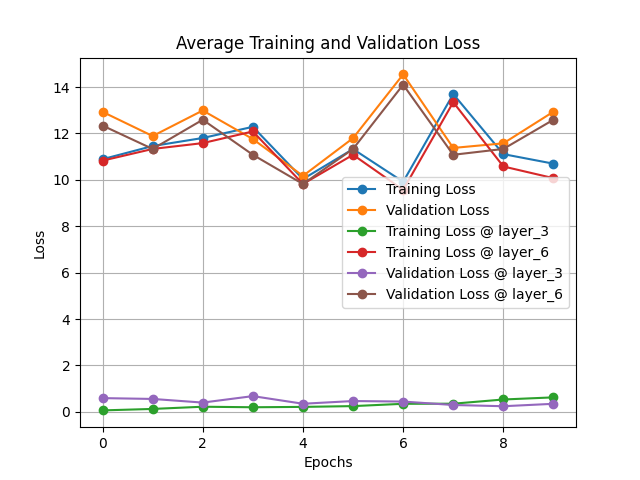 Average Training and Validation Loss
Loss
14
12
10
8
6
4
2
0
Training Loss
Validation Loss
Training Loss @ layer_3
Training Loss @ layer_6
Validation Loss @ layer_3
Validation Loss @ layer_6
0 2 4 6 8
Epochs